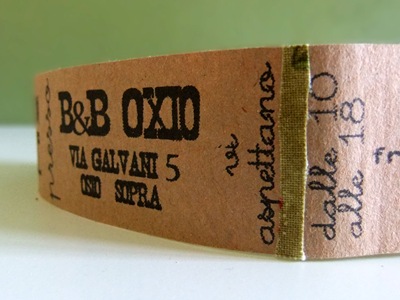 presso
B&B OXIO
VIA GALVANI 5
OSIO SOPRA
vi
aspettano
dalle 10
alle 18